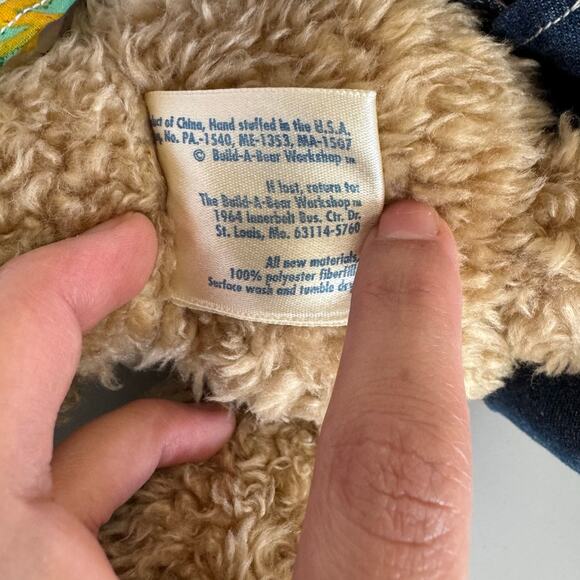 of China, Hand stuffed in the U.S.A.
No. PA.-1540, ME-1353, MA-1567
© Build-A-Bear Workshop TM
If lost, return to:
The Build-A-Bear Workshop TM
1964 Innerbelt Bus. Ctr. Dr.
St. Louis, Mo. 63114-5760
All new materials,
100% polyester fiberfill
Surface wash and tumble dry